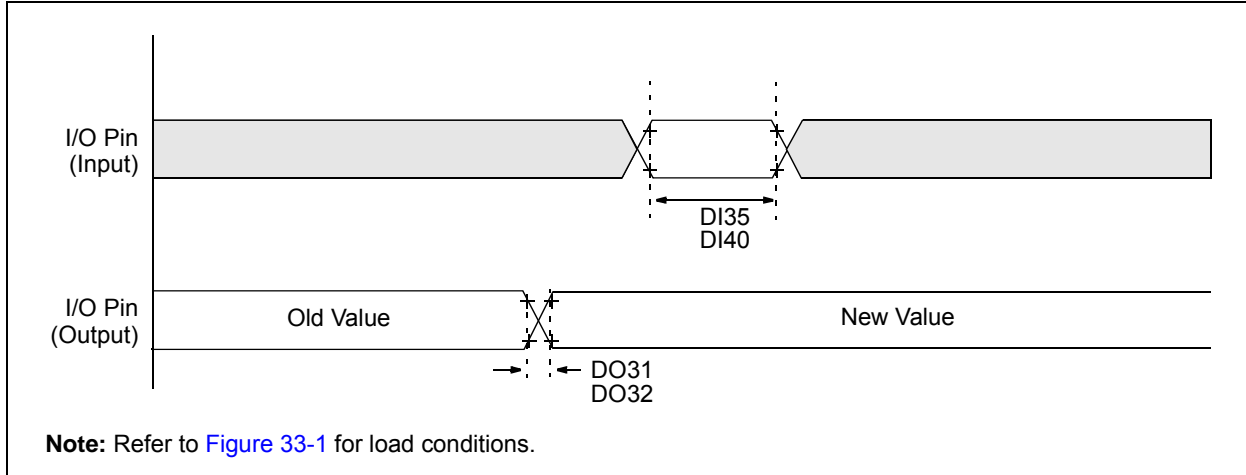 I/O Pin
(Input)
DI35
DI40
I/O Pin
(Output)
Old Value
New Value
DO31
DO32
Note: Refer to Figure 33-1 for load conditions.